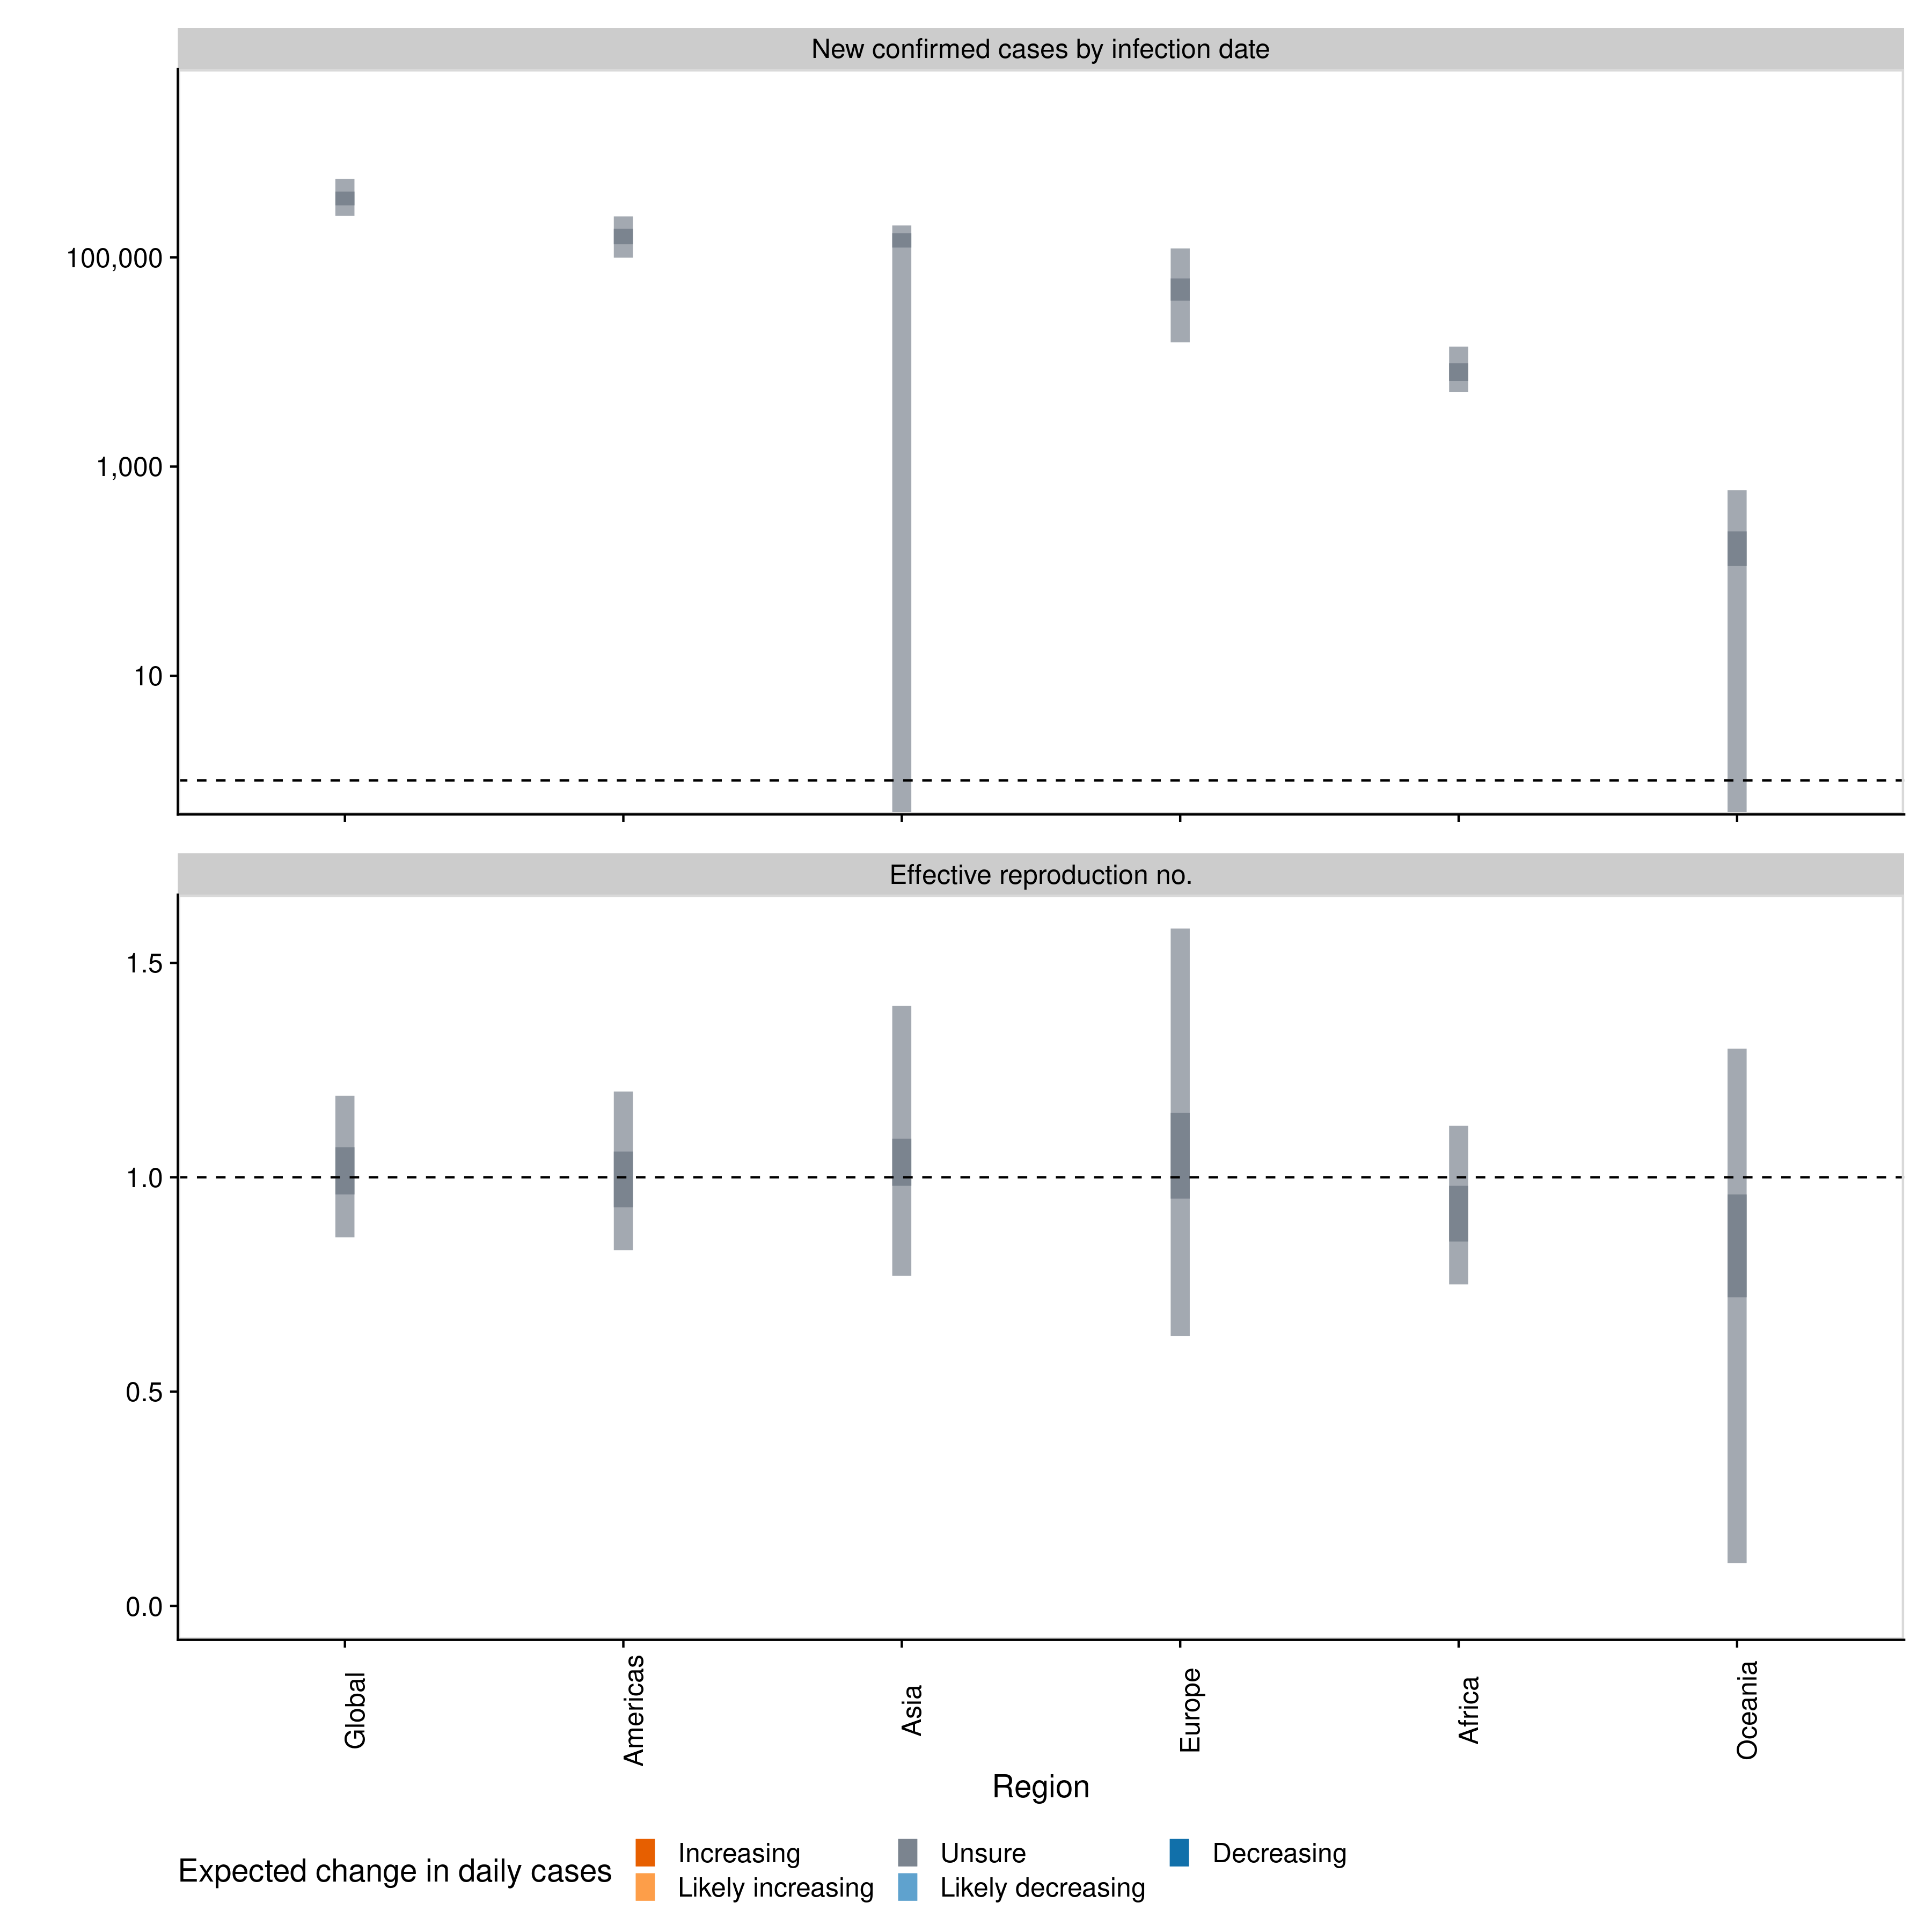 New confirmed cases by infection date
100,000
1,000
10
Effective reproduction no.
1.5
1.0
0.5
0.0
Global Americas Asia Europe Africa Oceania
Region
Expected change in daily cases
Increasing Unsure Decreasing
Likely increasing Likely decreasing